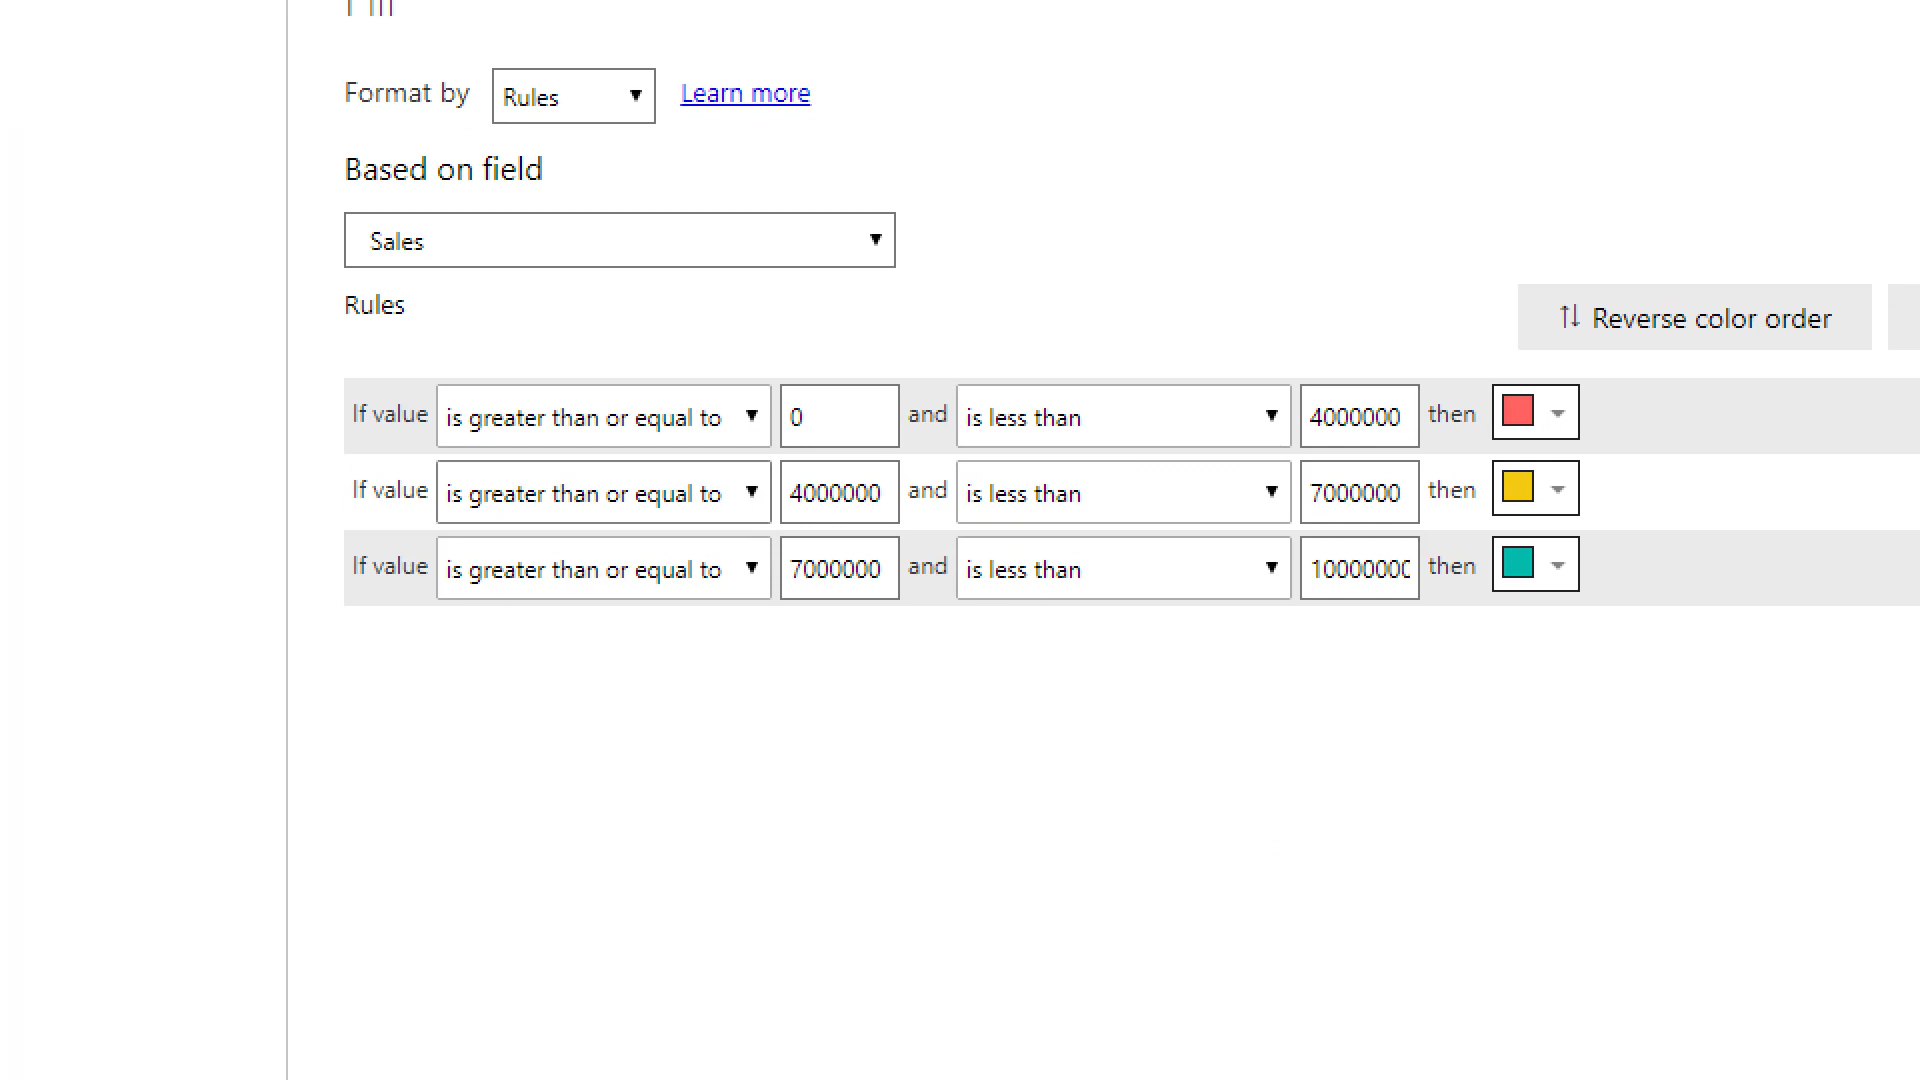 Format by Rules Learn more
Based on field
Sales
Rules
Reverse color order
If value is greater than or equal to 0 and is less than 4000000 then
If value is greater than or equal to 4000000 and is less than 7000000 then
If value is greater than or equal to 7000000 and is less than 10000000 then